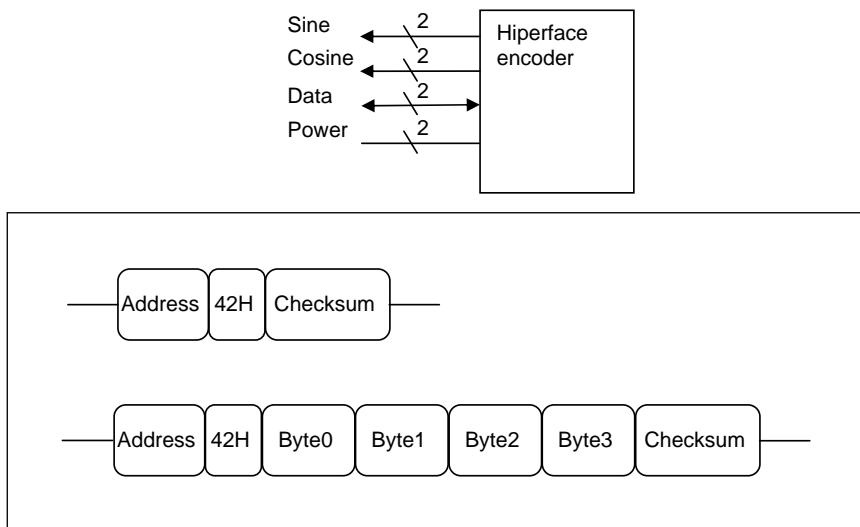 Sine 2 Hiperface
Cosine 2 encoder
Data 2
Power 2
Address 42H Checksum
Address 42H Byte0 Byte1 Byte2 Byte3 Checksum